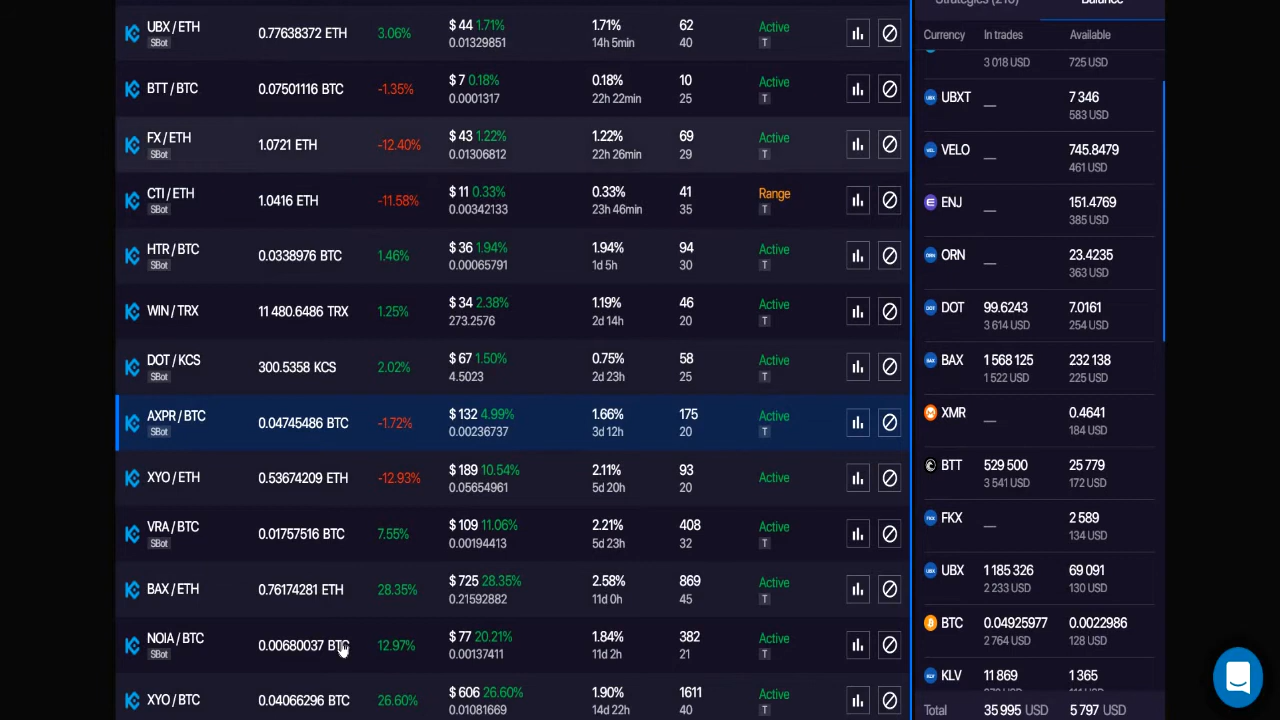 Strategies (210)
Balance
UBX / ETH
SBot
0.77638372 ETH
3.06%
$ 44 1.71%
0.01329851
1.71%
14h 5min
62
40
Active
T
BTT / BTC
0.07501116 BTC
-1.35%
$ 7 0.18%
0.0001317
0.18%
22h 22min
10
25
Active
T
FX / ETH
SBot
1.0721 ETH
-12.40%
$ 43 1.22%
0.01306812
1.22%
22h 26min
69
29
Active
T
CTI / ETH
SBot
1.0416 ETH
-11.58%
$ 11 0.33%
0.00342133
0.33%
23h 46min
41
35
Range
T
HTR / BTC
SBot
0.0338976 BTC
1.46%
$ 36 1.94%
0.00065791
1.94%
1d 5h
94
30
Active
T
WIN / TRX
11 480.6486 TRX
1.25%
$ 34 2.38%
273.2576
1.19%
2d 14h
46
20
Active
T
DOT / KCS
SBot
300.5358 KCS
2.02%
$ 67 1.50%
4.5023
0.75%
2d 23h
58
25
Active
T
AXPR / BTC
SBot
0.04745486 BTC
-1.72%
$ 132 4.99%
0.00236737
1.66%
3d 12h
175
20
Active
T
XYO / ETH
0.53674209 ETH
-12.93%
$ 189 10.54%
0.05654961
2.11%
5d 20h
93
20
Active
VRA / BTC
SBot
0.01757516 BTC
7.55%
$ 109 11.06%
0.00194413
2.21%
5d 23h
408
32
Active
T
BAX / ETH
0.76174281 ETH
28.35%
$ 725 28.35%
0.21592882
2.58%
11d 0h
869
45
Active
T
NOIA / BTC
SBot
0.00680037 BTC
12.97%
$ 77 20.21%
0.00137411
1.84%
11d 2h
382
21
Active
T
XYO / BTC
0.04066296 BTC
26.60%
$ 606 26.60%
0.01081669
1.90%
14d 22h
1611
40
Active
T
Currency
In trades
Available
3 018 USD
725 USD
UBXT
—
7 346
583 USD
VELO
—
745.8479
461 USD
ENJ
—
151.4769
385 USD
ORN
—
23.4235
363 USD
DOT
99.6243
3 614 USD
7.0161
254 USD
BAX
1 568 125
1 522 USD
232 138
225 USD
XMR
—
0.4641
184 USD
BTT
529 500
3 541 USD
25 779
172 USD
FKX
—
2 589
134 USD
UBX
1 185 326
2 233 USD
69 091
130 USD
BTC
0.04925977
2 764 USD
0.0022986
128 USD
KLV
11 869
1 365
Total
35 995 USD
5 797 USD